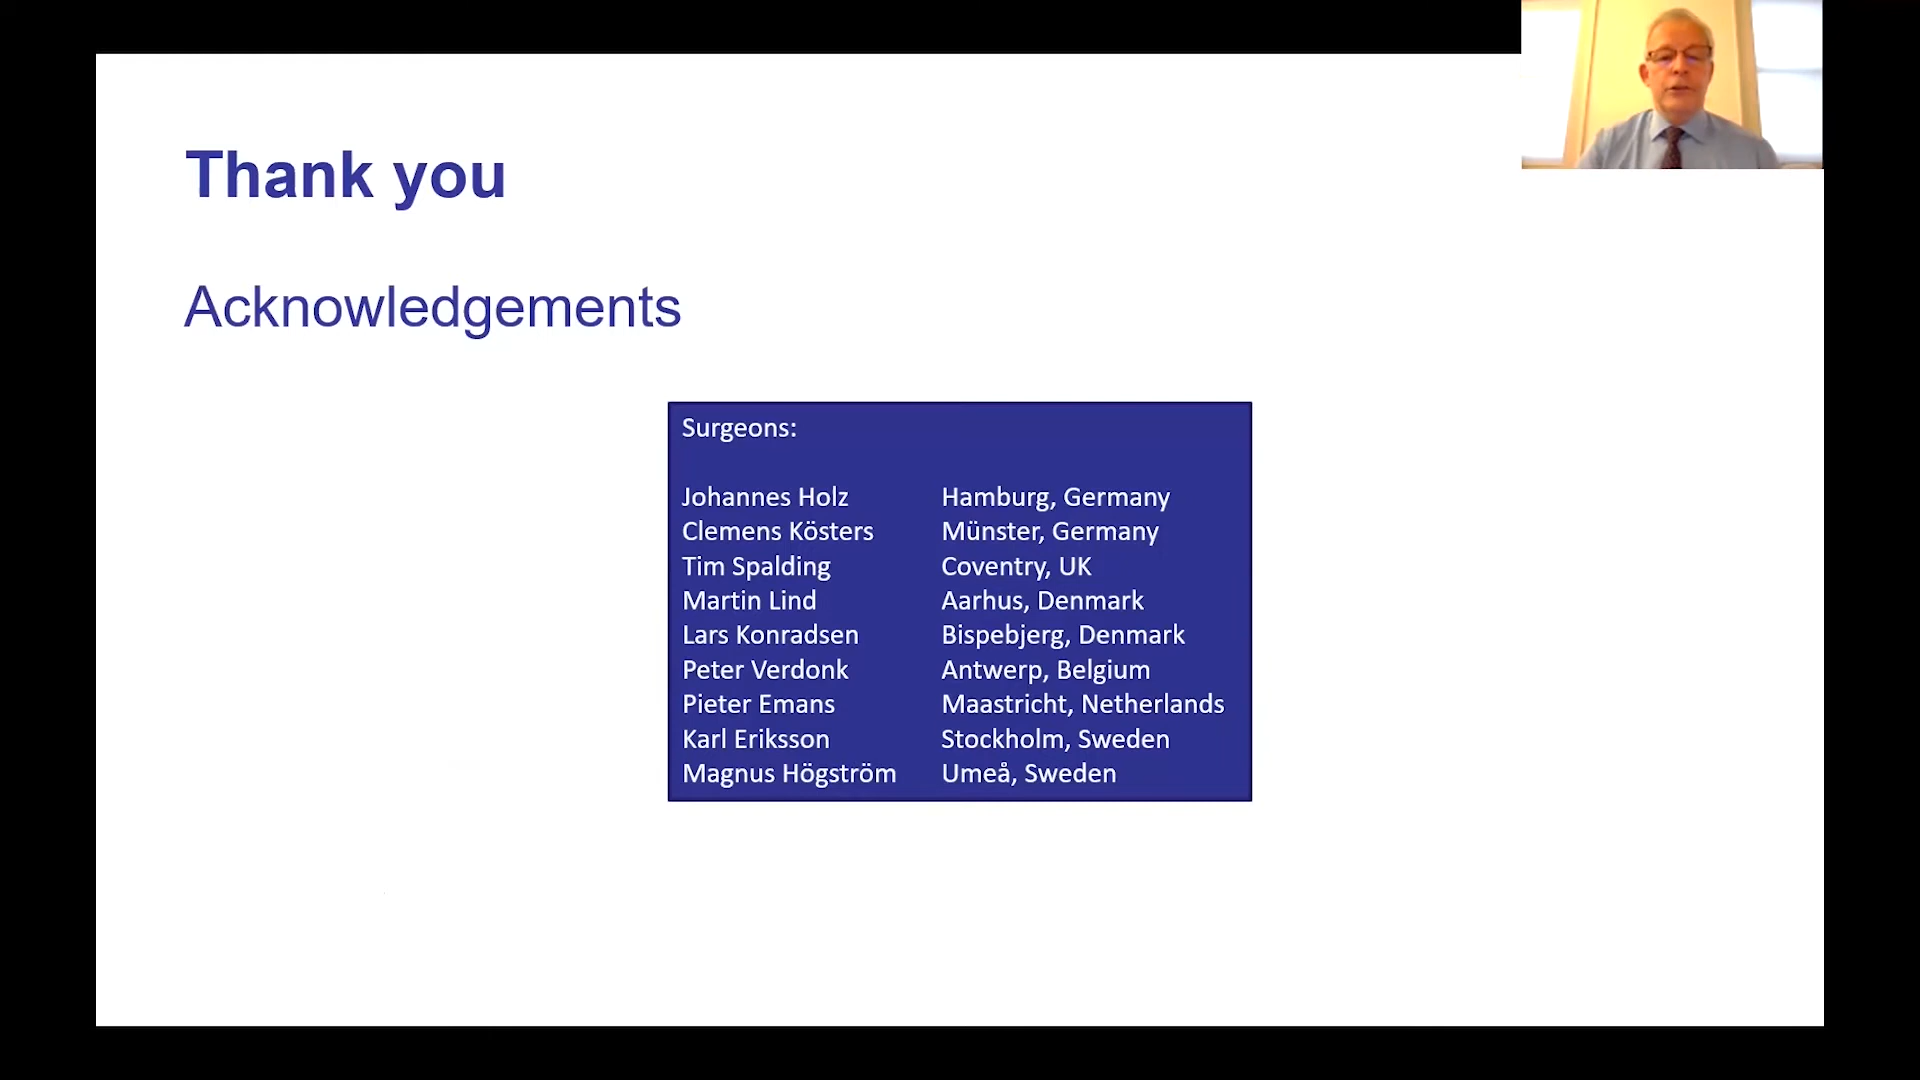 Thank you
Acknowledgements
Surgeons:
Johannes Holz Hamburg, Germany
Clemens Kösters Münster, Germany
Tim Spalding Coventry, UK
Martin Lind Aarhus, Denmark
Lars Konradsen Bispebjerg, Denmark
Peter Verdonk Antwerp, Belgium
Pieter Emans Maastricht, Netherlands
Karl Eriksson Stockholm, Sweden
Magnus Högström Umeå, Sweden